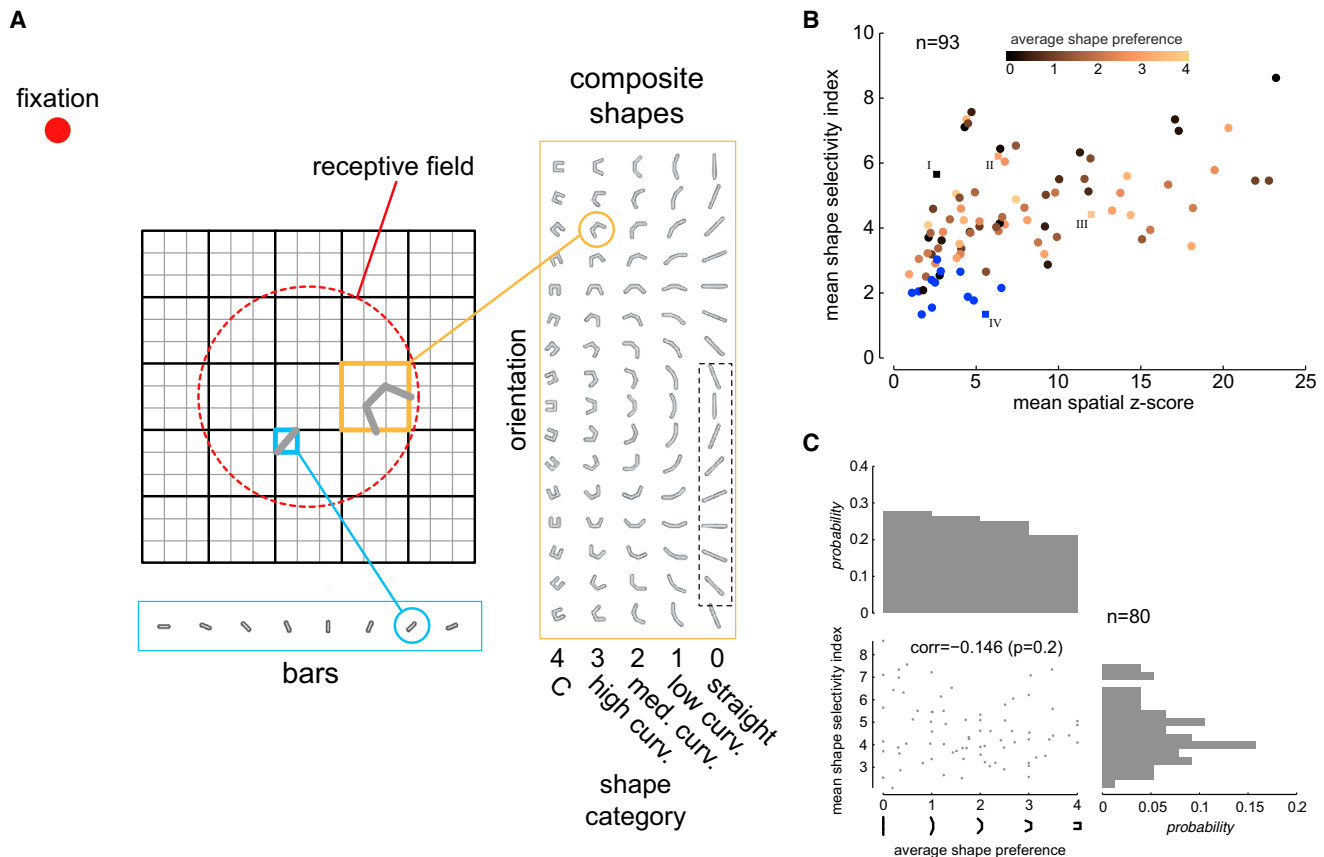 A
fixation
receptive field
composite
shapes
orientation
bars
4 3 2 1 0
C
high curv.
med. curv.
low curv.
straight
shape
category
B
n=93
average shape preference
0 1 2 3 4
mean shape selectivity index
10
8
6
4
2
0
I
II
III
IV
0 5 10 15 20 25
mean spatial z-score
C
probability
0.4
0.3
0.2
0.1
0
n=80
corr=−0.146 (p=0.2)
mean shape selectivity index
8
7
6
5
4
3
0 1 2 3 4
average shape preference
0 0.05 0.1 0.15 0.2
probability